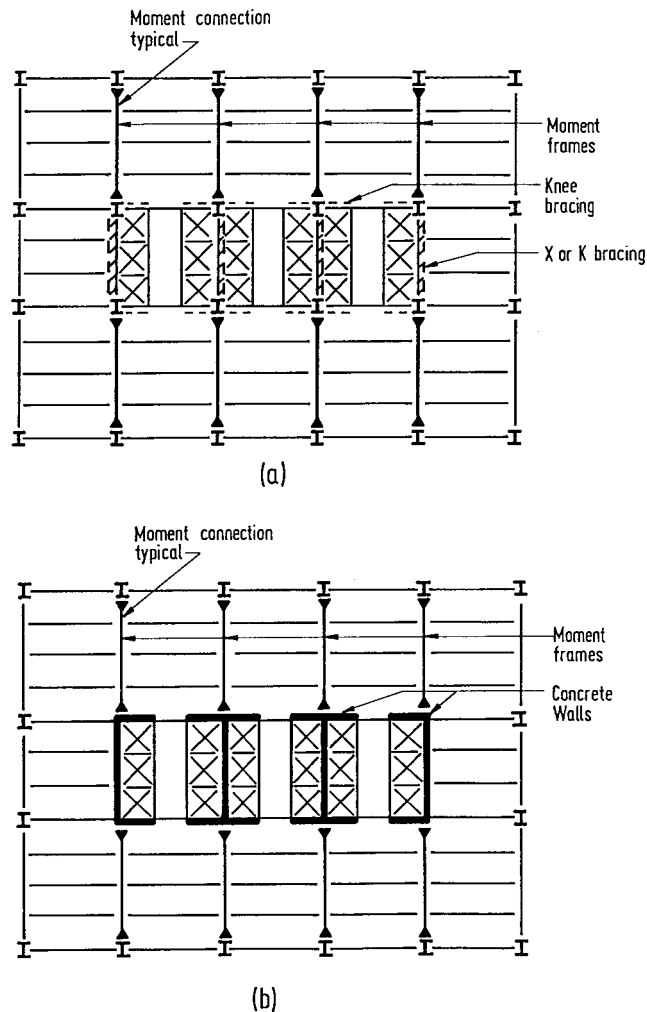 Moment connection
typical
Moment
frames
Knee
bracing
X or K bracing
(a)
Moment connection
typical
Moment
frames
Concrete
Walls
(b)